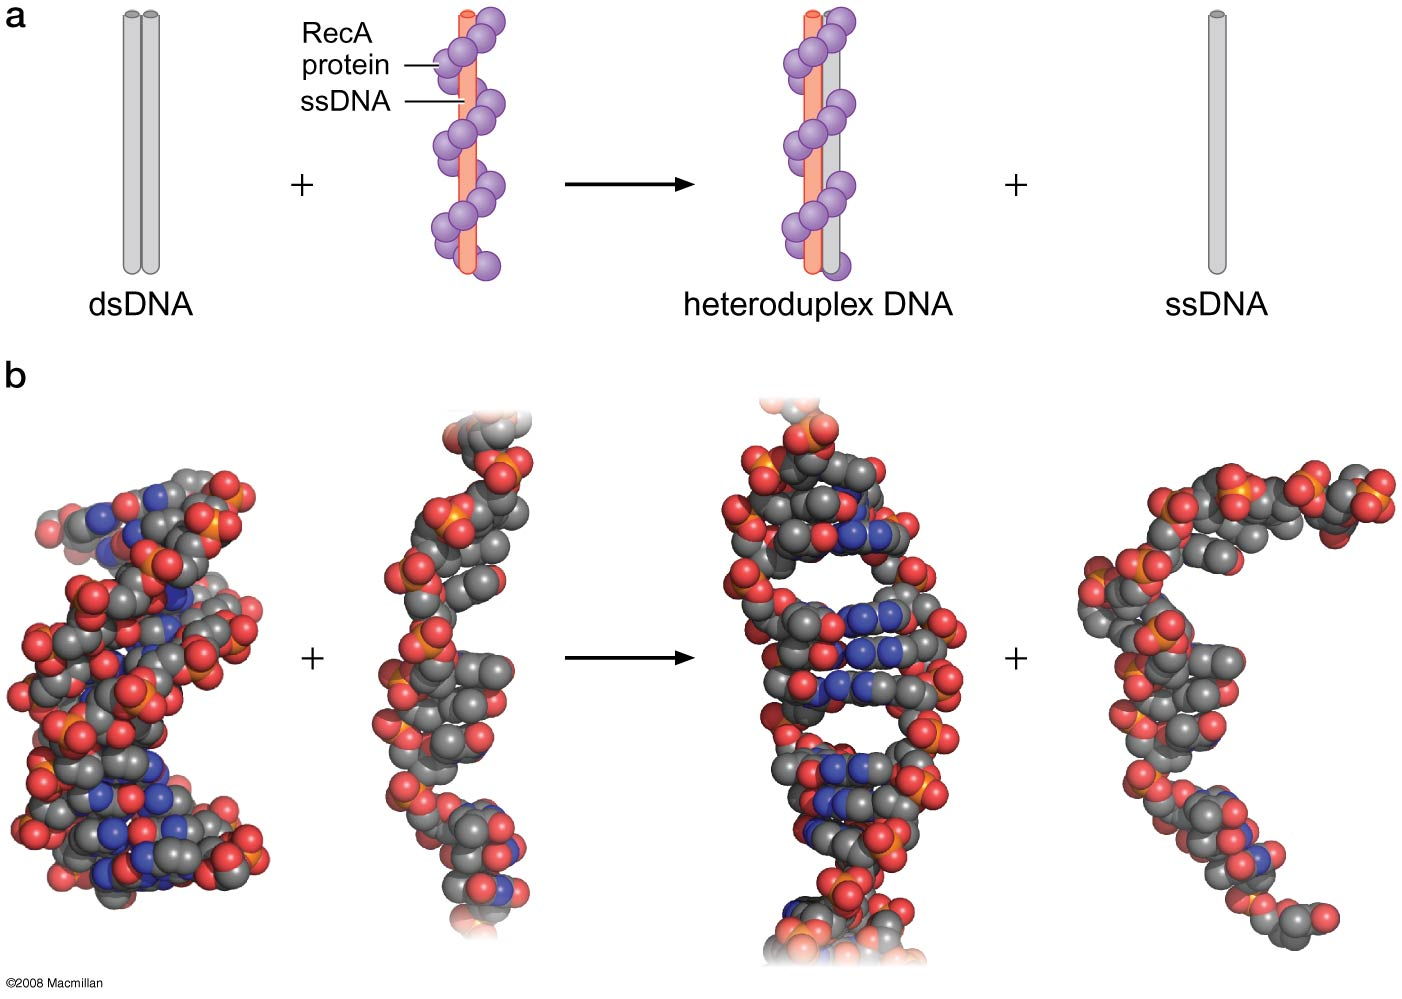 a
RecA
protein
ssDNA
+
+
dsDNA
heteroduplex DNA
ssDNA
b
+
+
©2008 Macmillan